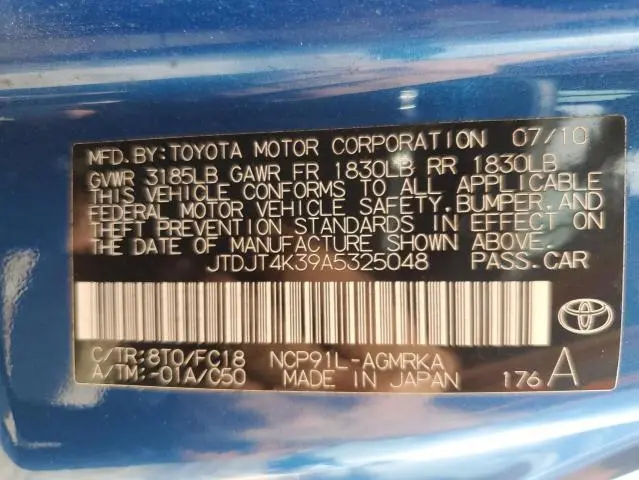 MFD. BY: TOYOTA MOTOR CORPORATION 07/10
GVWR 3185LB GAWR FR 1830LB RR 1830LB
THIS VEHICLE CONFORMS TO ALL APPLICABLE
FEDERAL MOTOR VEHICLE SAFETY, BUMPER, AND
THEFT PREVENTION STANDARDS IN EFFECT ON
THE DATE OF MANUFACTURE SHOWN ABOVE.
JTDJT4K39A5325048 PASS. CAR
C/TR: 8T0/FC18 NCP91L-AGMRKA
A/TM: -01A/C50 MADE IN JAPAN 176 A